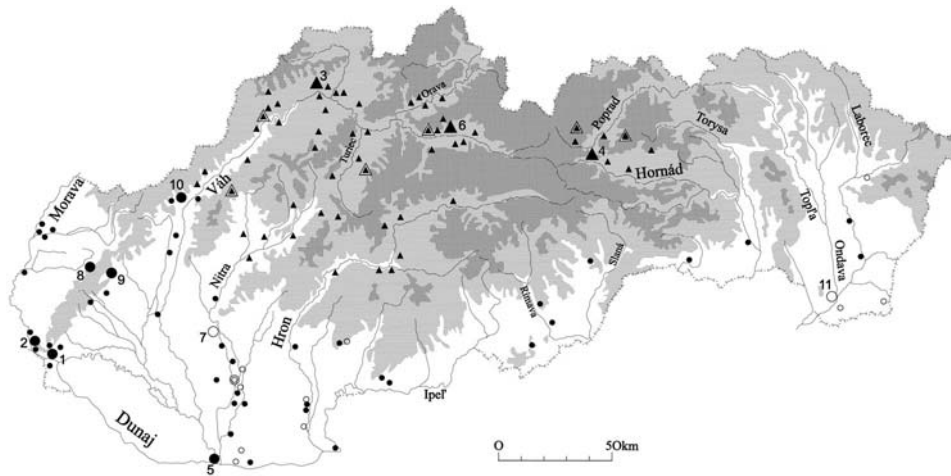 3
Orava
6
Poprad
4
Torysa
Laborec
Turiec
Hornád
10
Váh
Morava
Topľa
8
9
Nitra
Slaná
Ondava
11
Rimava
7
Hron
2
1
Ipeľ
Dunaj
5
O
50km